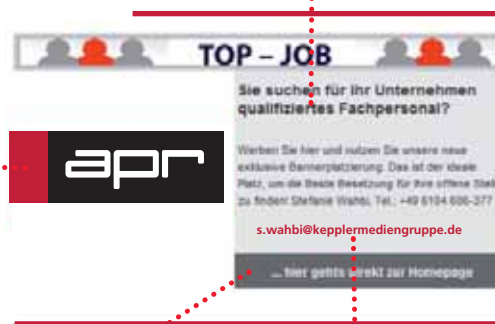 TOP – JOB
Sie suchen für Ihr Unternehmen
qualifiziertes Fachpersonal?
apr
Werben Sie hier und nutzen Sie unsere neue
exklusive Bannerplatzierung. Das ist der ideale
Platz, um die Beste Besetzung für Ihre offene Stell
zu finden! Stefanie Wahbi, Tel.: +49 6104 606-377
s.wahbi@kepplermediengruppe.de
... hier gehts direkt zur Homepage